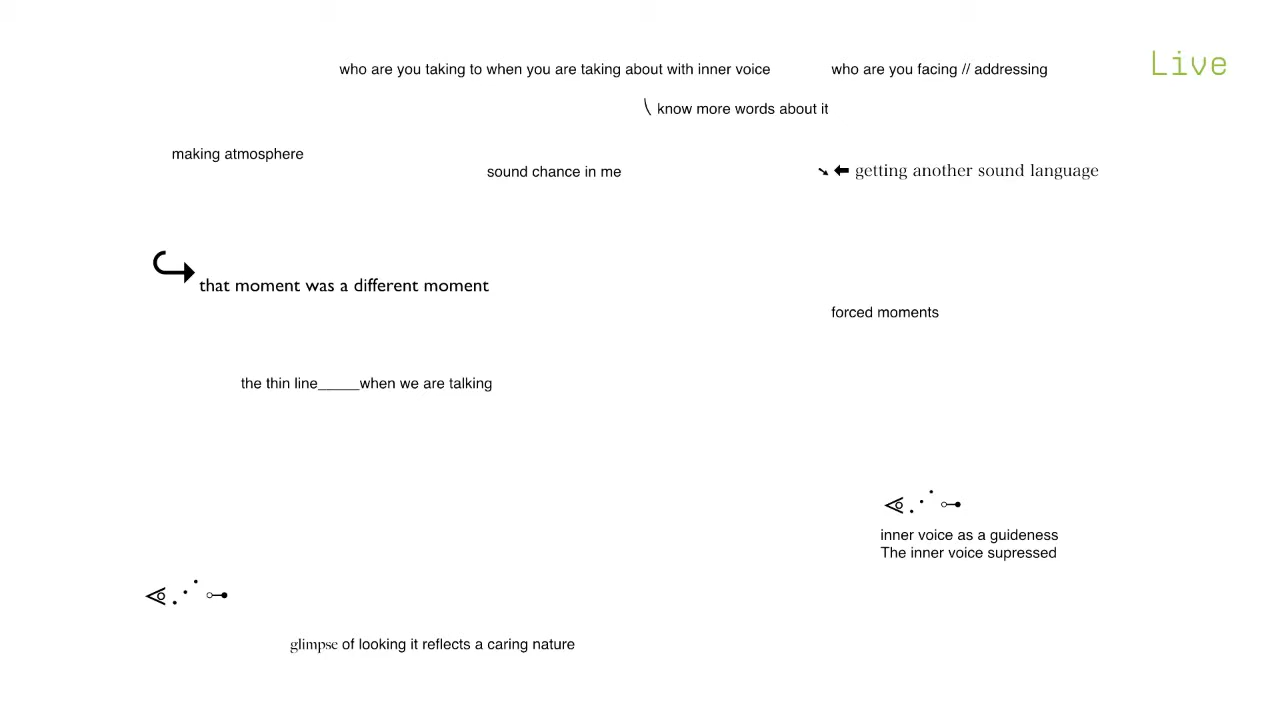 who are you taking to when you are taking about with inner voice
who are you facing // addressing
Live
know more words about it
making atmosphere
sound chance in me
getting another sound language
that moment was a different moment
forced moments
the thin line_____when we are talking
inner voice as a guideness
The inner voice supressed
glimpse of looking it reflects a caring nature